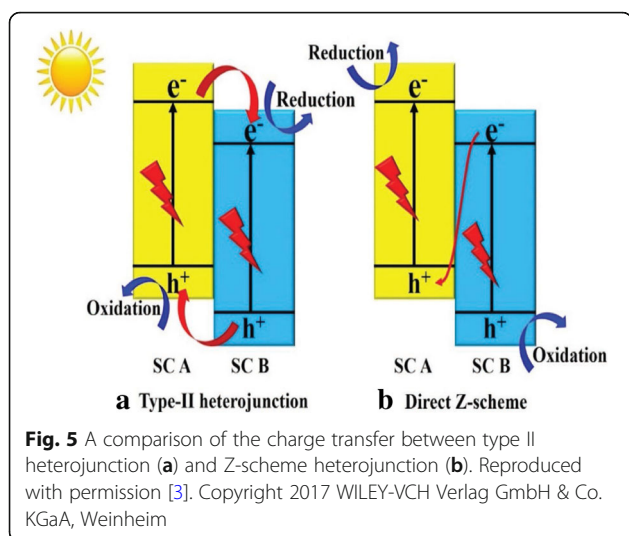 e-
Reduction
e-
h+
h+
Oxidation
SC A SC B
a Type-II heterojunction
Reduction
e-
e-
h+
h+
Oxidation
SC A SC B
b Direct Z-scheme
Fig. 5 A comparison of the charge transfer between type II
heterojunction (a) and Z-scheme heterojunction (b). Reproduced
with permission [3]. Copyright 2017 WILEY-VCH Verlag GmbH & Co.
KGaA, Weinheim